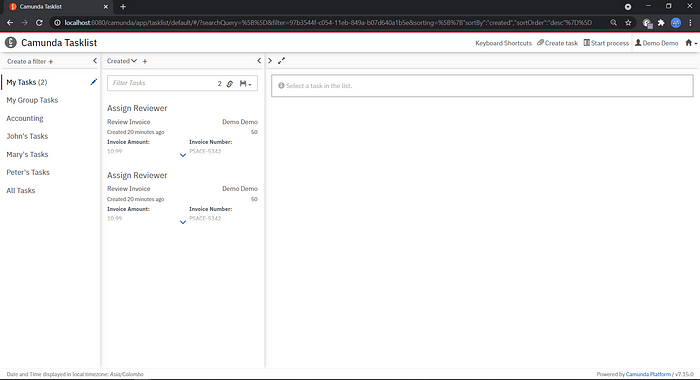 Camunda Tasklist
localhost:8080/camunda/app/tasklist/default/#/?searchQuery=%5B%5D&filter=97b3544f-c054-11eb-849a-b07d640a1b5e&sorting=%5B%7B"sortBy":"created","sortOrder":"desc"%7D%5D
Camunda Tasklist
Keyboard Shortcuts
Create task
Start process
Demo Demo
Create a filter +
Created
+
My Tasks (2)
My Group Tasks
Accounting
John's Tasks
Mary's Tasks
Peter's Tasks
All Tasks
Filter Tasks
2
Assign Reviewer
Review Invoice Demo Demo
Created 20 minutes ago 50
Invoice Amount: Invoice Number:
10.99 PSACE-5342
Assign Reviewer
Review Invoice Demo Demo
Created 20 minutes ago 50
Invoice Amount: Invoice Number:
10.99 PSACE-5342
Select a task in the list.
Date and Time displayed in local timezone: Asia/Colombo
Powered by Camunda Platform / v7.15.0